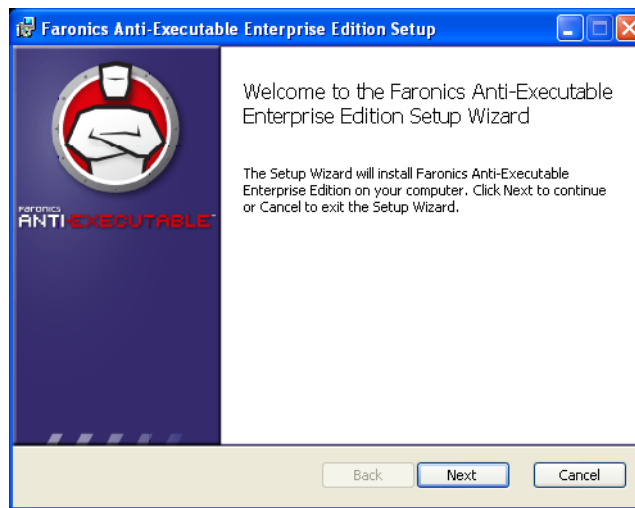 Faronics Anti-Executable Enterprise Edition Setup
Welcome to the Faronics Anti-Executable
Enterprise Edition Setup Wizard
The Setup Wizard will install Faronics Anti-Executable
Enterprise Edition on your computer. Click Next to continue
or Cancel to exit the Setup Wizard.
Faronics
ANTI-EXECUTABLE™
Back
Next
Cancel